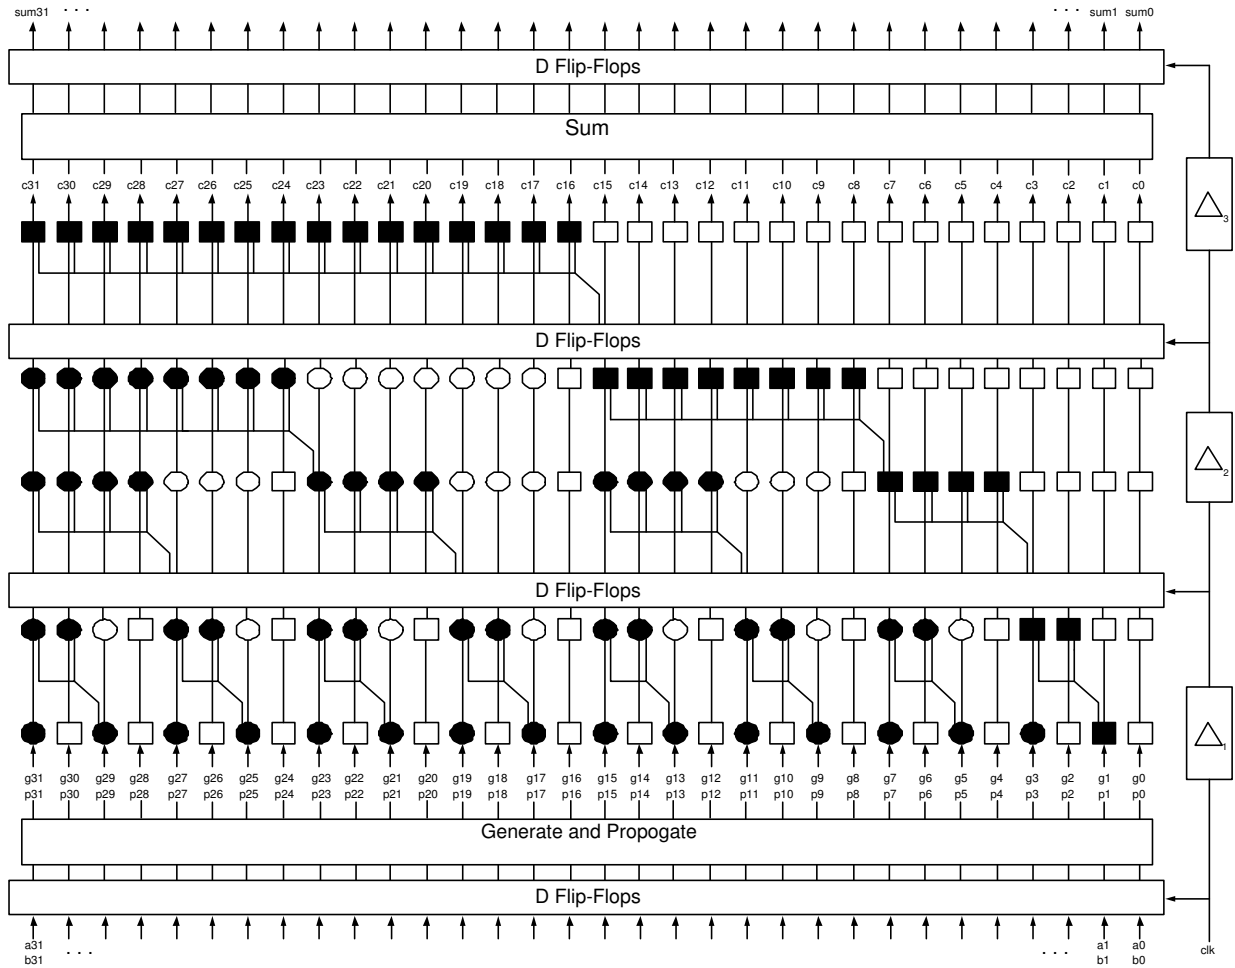 sum31 . . . . . . sum1 sum0
D Flip-Flops
Sum
c31 c30 c29 c28 c27 c26 c25 c24 c23 c22 c21 c20 c19 c18 c17 c16 c15 c14 c13 c12 c11 c10 c9 c8 c7 c6 c5 c4 c3 c2 c1 c0
△3
D Flip-Flops
△2
D Flip-Flops
△1
g31 g30 g29 g28 g27 g26 g25 g24 g23 g22 g21 g20 g19 g18 g17 g16 g15 g14 g13 g12 g11 g10 g9 g8 g7 g6 g5 g4 g3 g2 g1 g0
p31 p30 p29 p28 p27 p26 p25 p24 p23 p22 p21 p20 p19 p18 p17 p16 p15 p14 p13 p12 p11 p10 p9 p8 p7 p6 p5 p4 p3 p2 p1 p0
Generate and Propogate
D Flip-Flops
a31 . . . . . . a1 a0 clk
b31 b1 b0